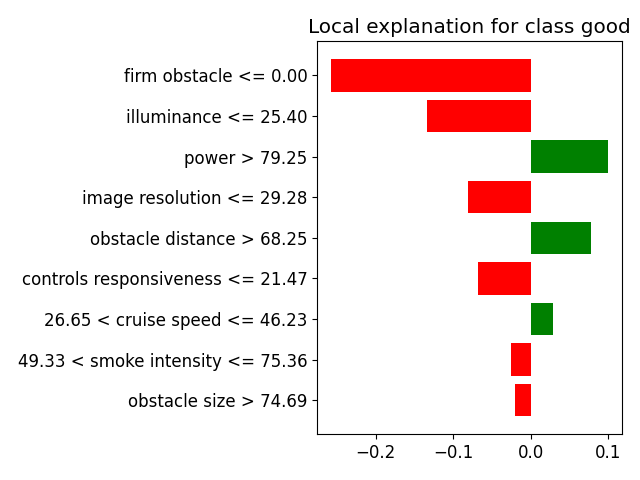 Local explanation for class good
firm obstacle <= 0.00
illuminance <= 25.40
power > 79.25
image resolution <= 29.28
obstacle distance > 68.25
controls responsiveness <= 21.47
26.65 < cruise speed <= 46.23
49.33 < smoke intensity <= 75.36
obstacle size > 74.69
−0.2 −0.1 0.0 0.1